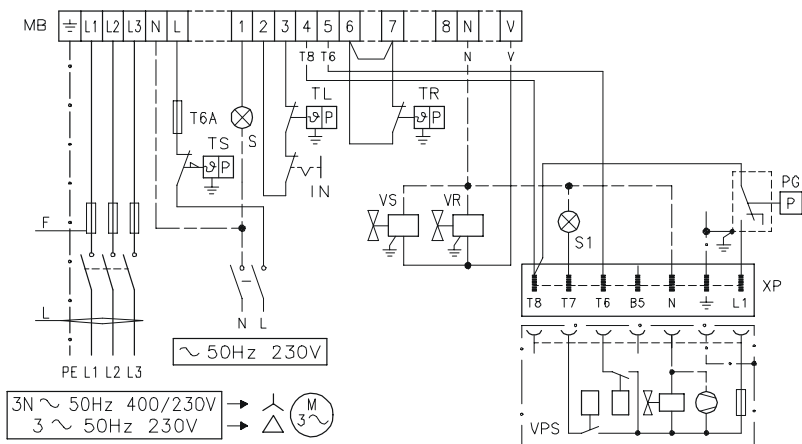 MB L1 L2 L3 N L 1 2 3 4 5 6 7 8 N V
T8 T6 N V
T6A S TL TR
ϑ P ϑ P
TS
ϑ P
IN
PG
P
VS VR
F
S1
XP
T8 T7 T6 B5 N L1
L
N L
~ 50Hz 230V
PE L1 L2 L3
3N ~ 50Hz 400/230V
3 ~ 50Hz 230V
M
3~
VPS